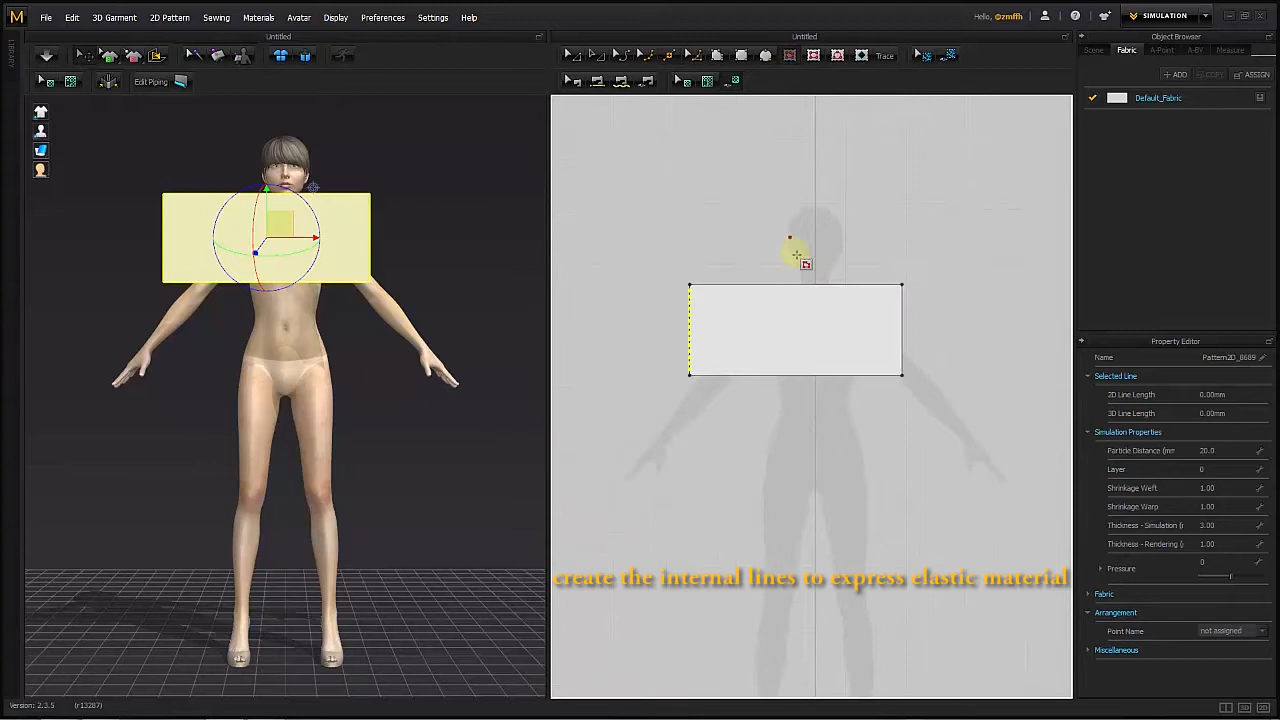 M File Edit 3D Garment 2D Pattern Sewing Materials Avatar Display Preferences Settings Help Hello, @zmffh SIMULATION
Untitled Untitled Object Browser
LIBRARY
Scene Fabric A-Point A-BV Measure
Trace
ADD COPY ASSIGN
Edit Piping
Default_Fabric
Property Editor
Name Pattern2D_8689
Selected Line
2D Line Length 0.00mm
3D Line Length 0.00mm
Simulation Properties
Particle Distance (mm 20.0
Layer 0
Shrinkage Weft 1.00
Shrinkage Warp 1.00
Thickness - Simulation (r 3.00
Thickness - Rendering (r 1.00
Pressure 0
create the internal lines to express elastic material
Fabric
Arrangement
Point Name not assigned
Miscellaneous
Version: 2.3.5 (r13287) 2D 3D